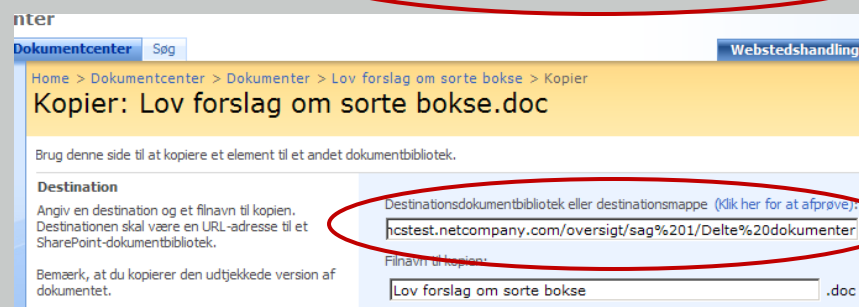 nter
Dokumentcenter Søg Webstedshandling
Home > Dokumentcenter > Dokumenter > Lov forslag om sorte bokse > Kopier
Kopier: Lov forslag om sorte bokse.doc
Brug denne side til at kopiere et element til et andet dokumentbibliotek.
Destination
Angiv en destination og et filnavn til kopien.
Destinationen skal være en URL-adresse til et
SharePoint-dokumentbibliotek.
Bemærk, at du kopierer den udtjekkede version af
dokumentet.
Destinationsdokumentbibliotek eller destinationsmappe (Klik her for at afprøve):
ncstest.netcompany.com/oversigt/sag%201/Delte%20dokumenter
Filnavn til kopien:
Lov forslag om sorte bokse .doc